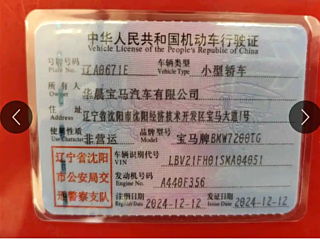 中华人民共和国机动车行驶证
Vehicle License of the People's Republic of China
号牌号码 辽A0671E 车辆类型 小型轿车
Plate No. Vehicle Type
所有人 华晨宝马汽车有限公司
Owner
住址 辽宁省沈阳市沈阳经济技术开发区宝马大道1号
Address
使用性质 非营运 品牌型号 宝马牌BMW7200TG
Use Character Model
辽宁省沈阳 车辆识别代号
VIN
市公安局交 发动机号码 A440F356
Engine No.
通警察支队 注册日期 2024-12-12 发证日期 2024-12-12
Register Date Issue Date